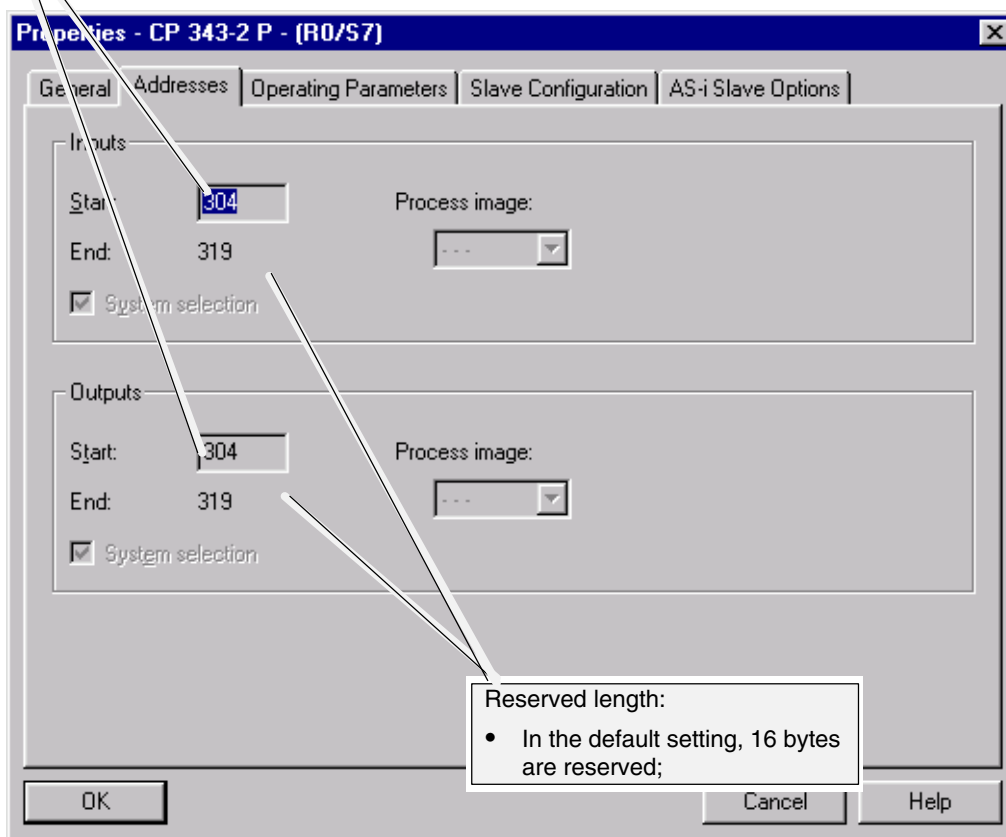 Properties - CP 343-2 P - (R0/S7)
General Addresses Operating Parameters Slave Configuration AS-i Slave Options
Inputs
Start: 304 Process image:
End: 319 - - -
System selection
Outputs
Start: 304 Process image:
End: 319 - - -
System selection
Reserved length:
• In the default setting, 16 bytes
are reserved;
OK Cancel Help